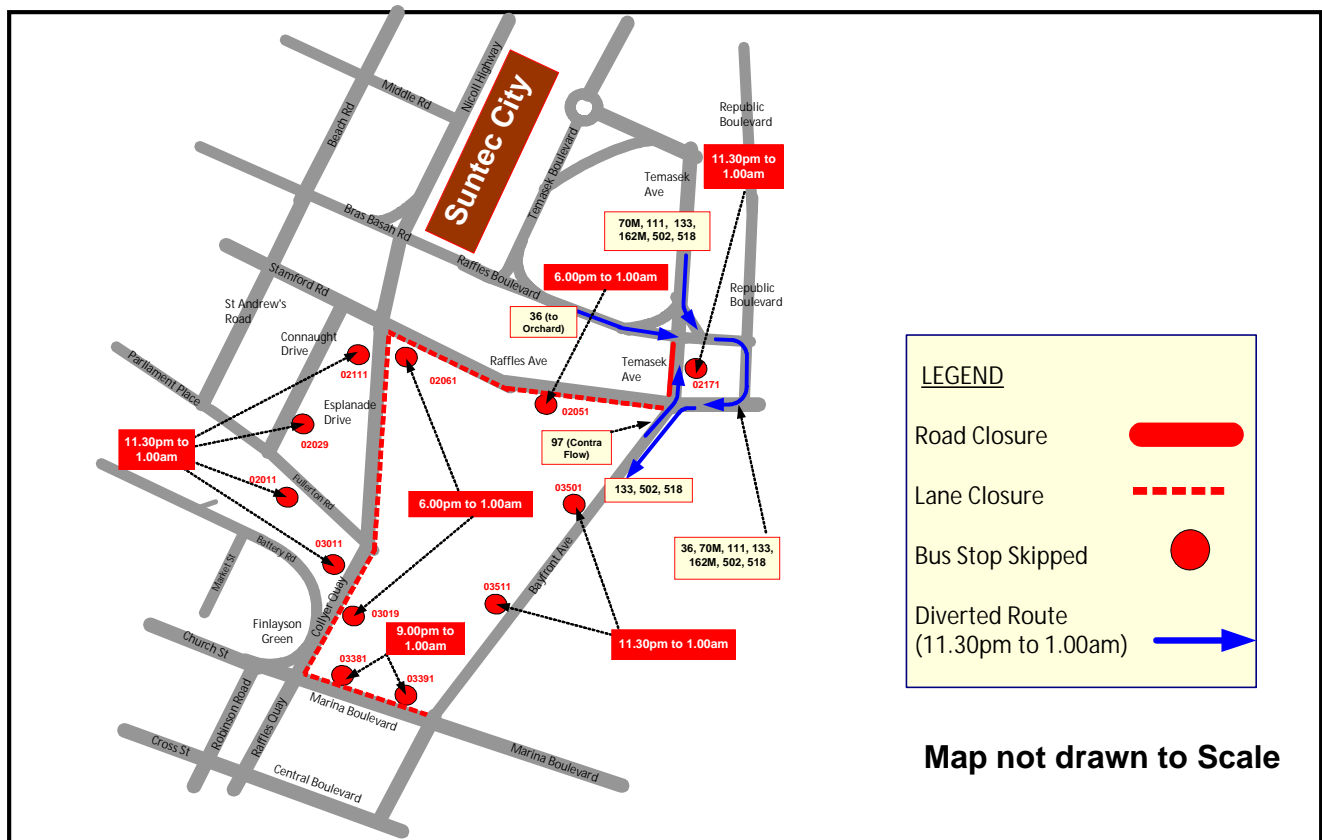 Beach Rd
Middle Rd
Nicoll Highway
Suntec City
Temasek Boulevard
Republic
Boulevard
11.30pm to
1.00am
Temasek
Ave
Bras Basah Rd
70M, 111, 133,
162M, 502, 518
Raffles Boulevard
6.00pm to 1.00am
Stamford Rd
St Andrew's
Road
Republic
Boulevard
36 (to
Orchard)
Connaught
Drive
02111
02061
Raffles Ave
Temasek
Ave
02171
Parliament Place
Esplanade
Drive
02051
02029
11.30pm to
1.00am
97 (Contra
Flow)
02011
Fullerton Rd
6.00pm to 1.00am
03501
133, 502, 518
Battery Rd
Market St
03011
Bayfront Ave
36, 70M, 111, 133,
162M, 502, 518
03511
Collyer Quay
03019
Finlayson
Green
9.00pm to
1.00am
11.30pm to 1.00am
Church St
03381
03391
Marina Boulevard
Robinson Road
Raffles Quay
Cross St
Central Boulevard
Marina Boulevard
LEGEND
Road Closure
Lane Closure
Bus Stop Skipped
Diverted Route
(11.30pm to 1.00am)
Map not drawn to Scale